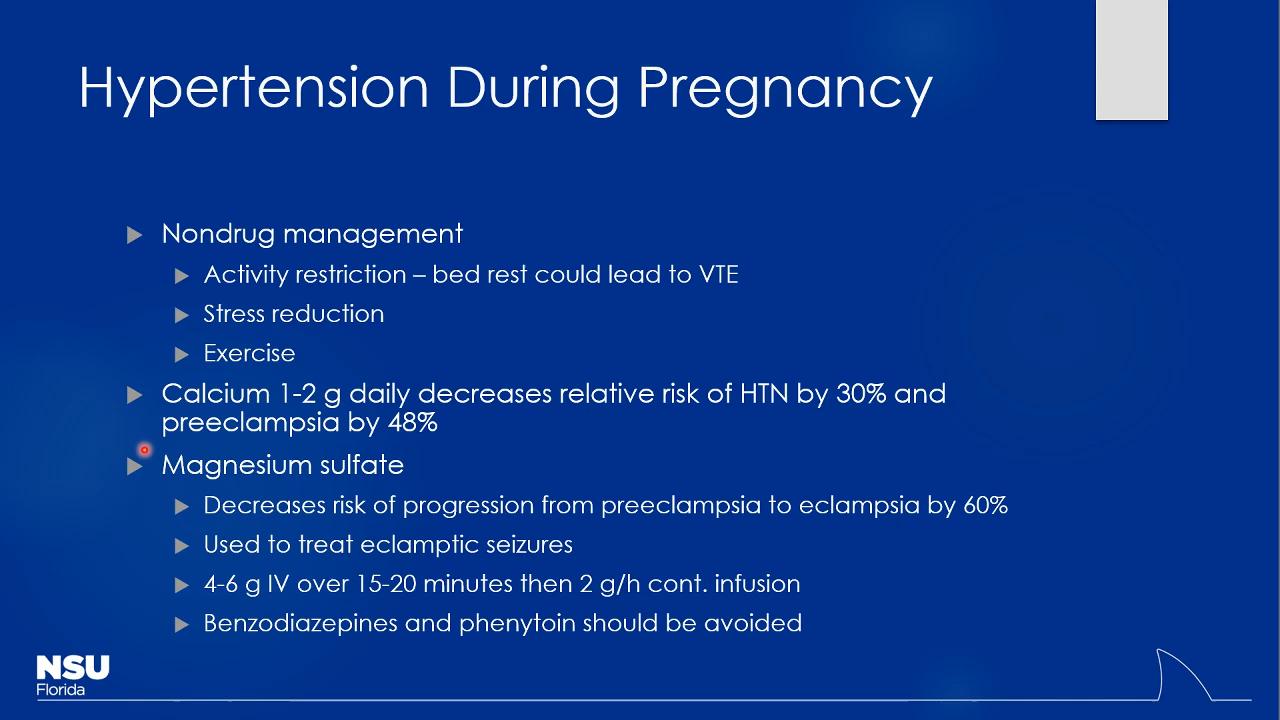 Hypertension During Pregnancy
Nondrug management
Activity restriction – bed rest could lead to VTE
Stress reduction
Exercise
Calcium 1-2 g daily decreases relative risk of HTN by 30% and
preeclampsia by 48%
Magnesium sulfate
Decreases risk of progression from preeclampsia to eclampsia by 60%
Used to treat eclamptic seizures
4-6 g IV over 15-20 minutes then 2 g/h cont. infusion
Benzodiazepines and phenytoin should be avoided
NSU
Florida